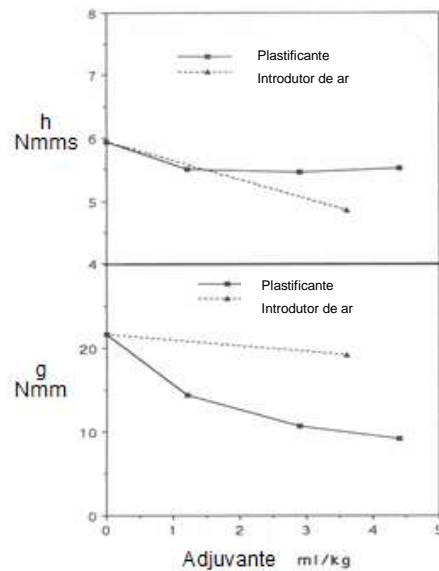 8
Plastificante
Introdutor de ar
7
h
Nmms
6
5
4
Plastificante
Introdutor de ar
20
g
Nmm
10
0
0 1 2 3 4 5
Adjuvante ml/kg